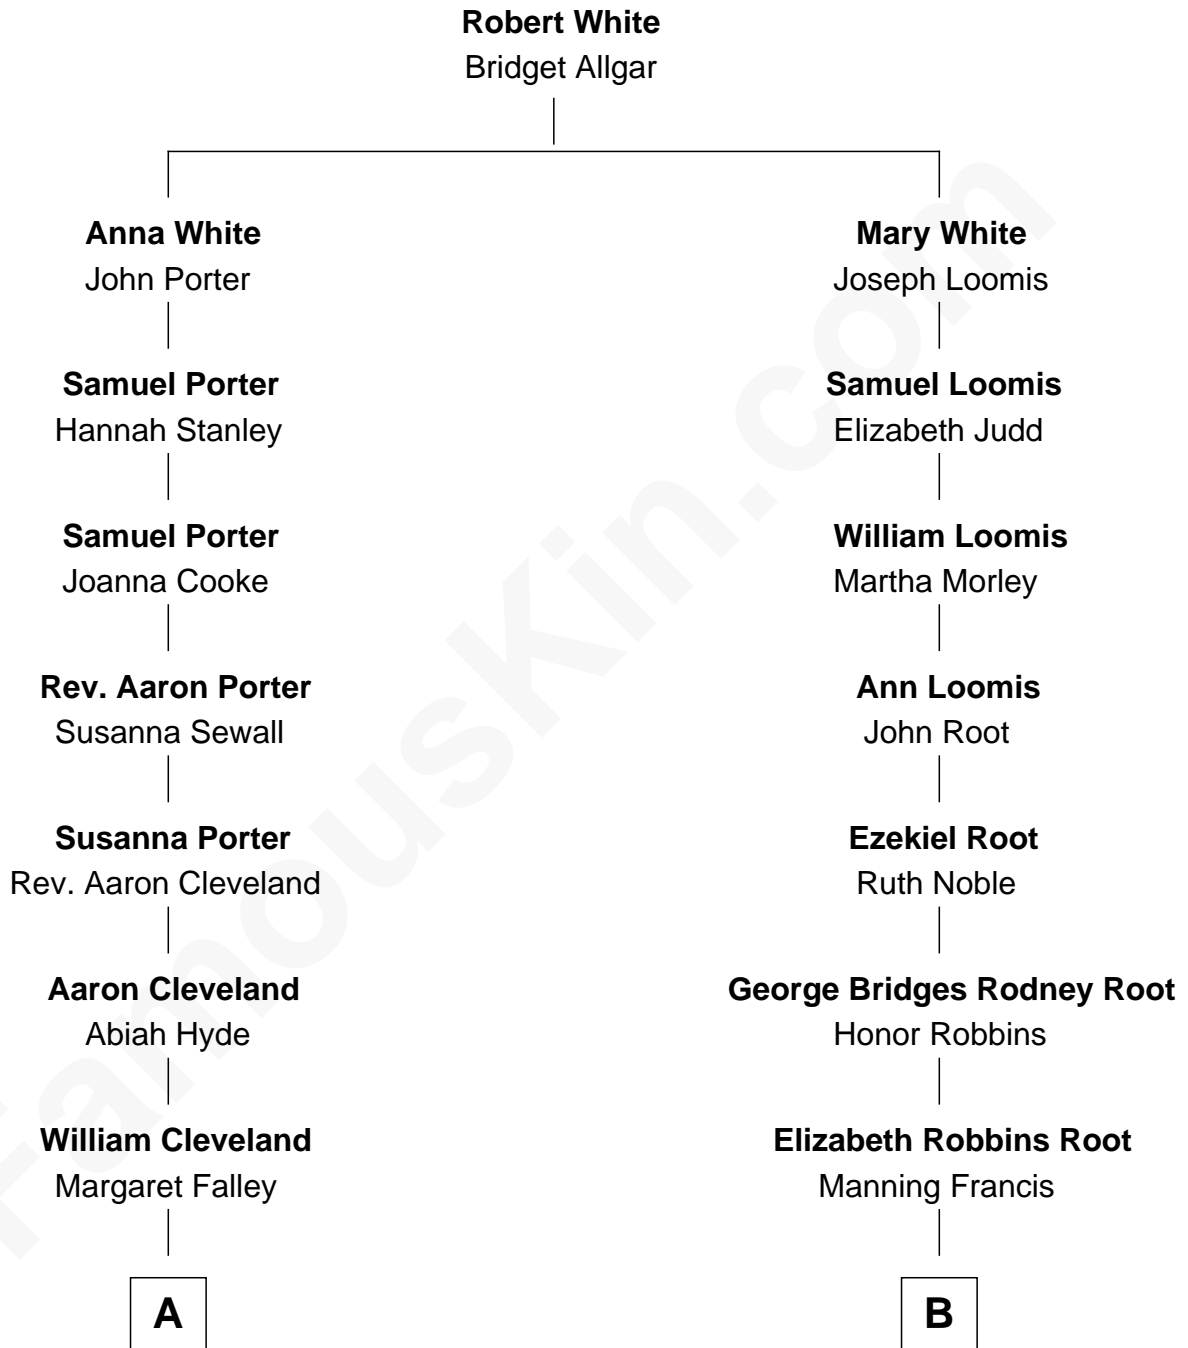 Robert White
Bridget Allgar
Anna White
John Porter
Mary White
Joseph Loomis
Samuel Porter
Hannah Stanley
Samuel Loomis
Elizabeth Judd
Samuel Porter
Joanna Cooke
William Loomis
Martha Morley
Rev. Aaron Porter
Susanna Sewall
Ann Loomis
John Root
Susanna Porter
Rev. Aaron Cleveland
Ezekiel Root
Ruth Noble
Aaron Cleveland
Abiah Hyde
George Bridges Rodney Root
Honor Robbins
William Cleveland
Margaret Falley
Elizabeth Robbins Root
Manning Francis
A
B
FamousKin.com